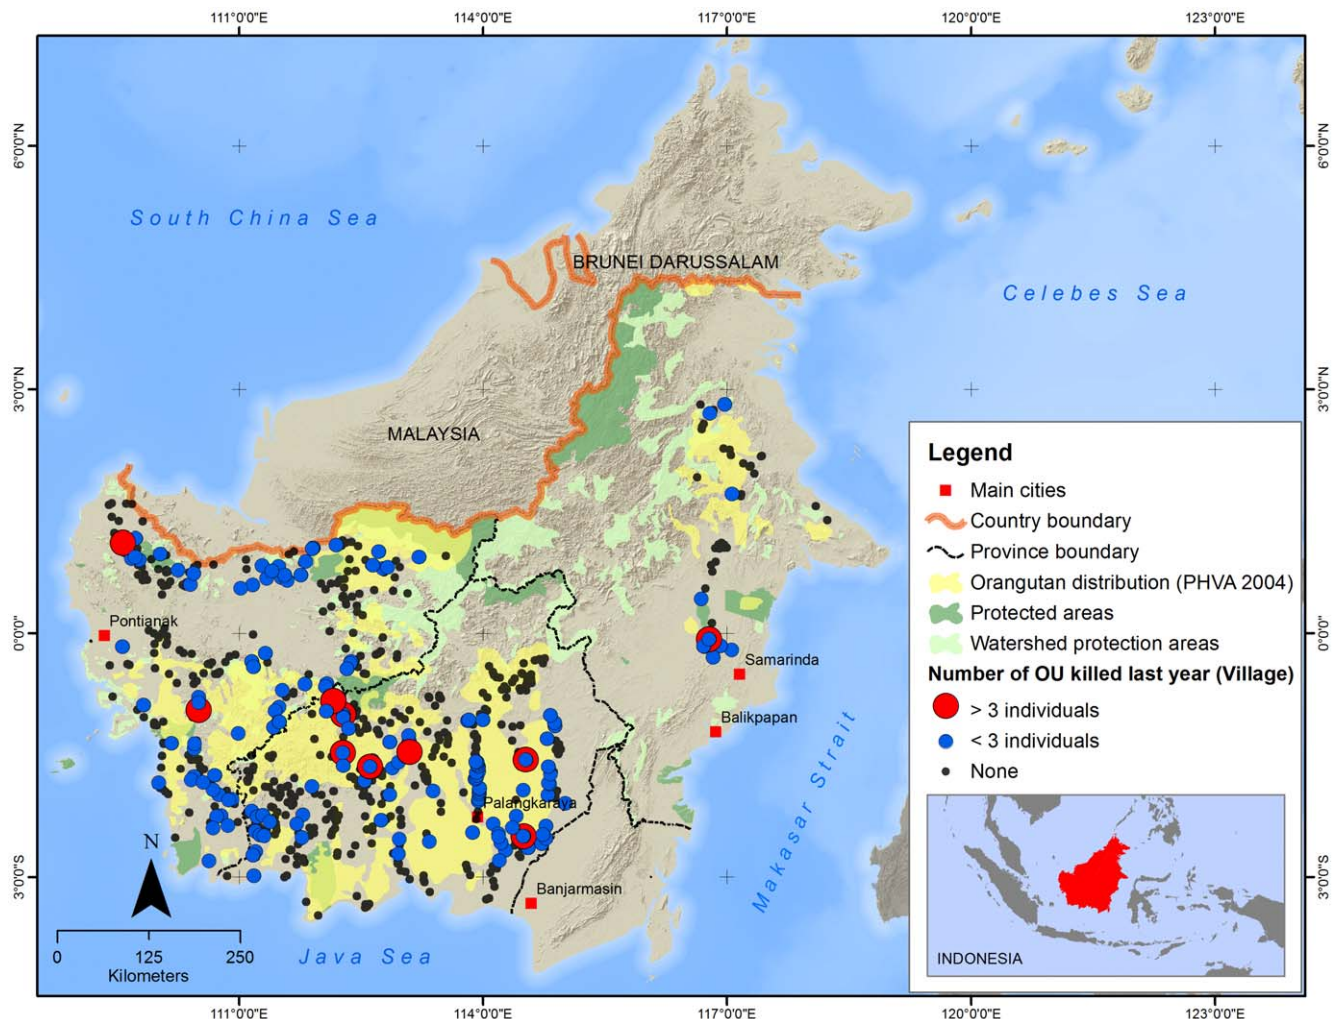 111°0'0"E 114°0'0"E 117°0'0"E 120°0'0"E 123°0'0"E
6°0'0"N 6°0'0"N
South China Sea
BRUNEI DARUSSALAM
Celebes Sea
3°0'0"N 3°0'0"N
MALAYSIA
Legend
Main cities
Country boundary
Province boundary
Orangutan distribution (PHVA 2004)
Protected areas
Watershed protection areas
Number of OU killed last year (Village)
> 3 individuals
< 3 individuals
None
Pontianak
0°0'0" 0°0'0"
Samarinda
Balikpapan
Makasar Strait
Palangkaraya
N
3°0'0"S 3°0'0"S
Banjarmasin
0 125 250
Kilometers
Java Sea
INDONESIA
111°0'0"E 114°0'0"E 117°0'0"E 120°0'0"E 123°0'0"E